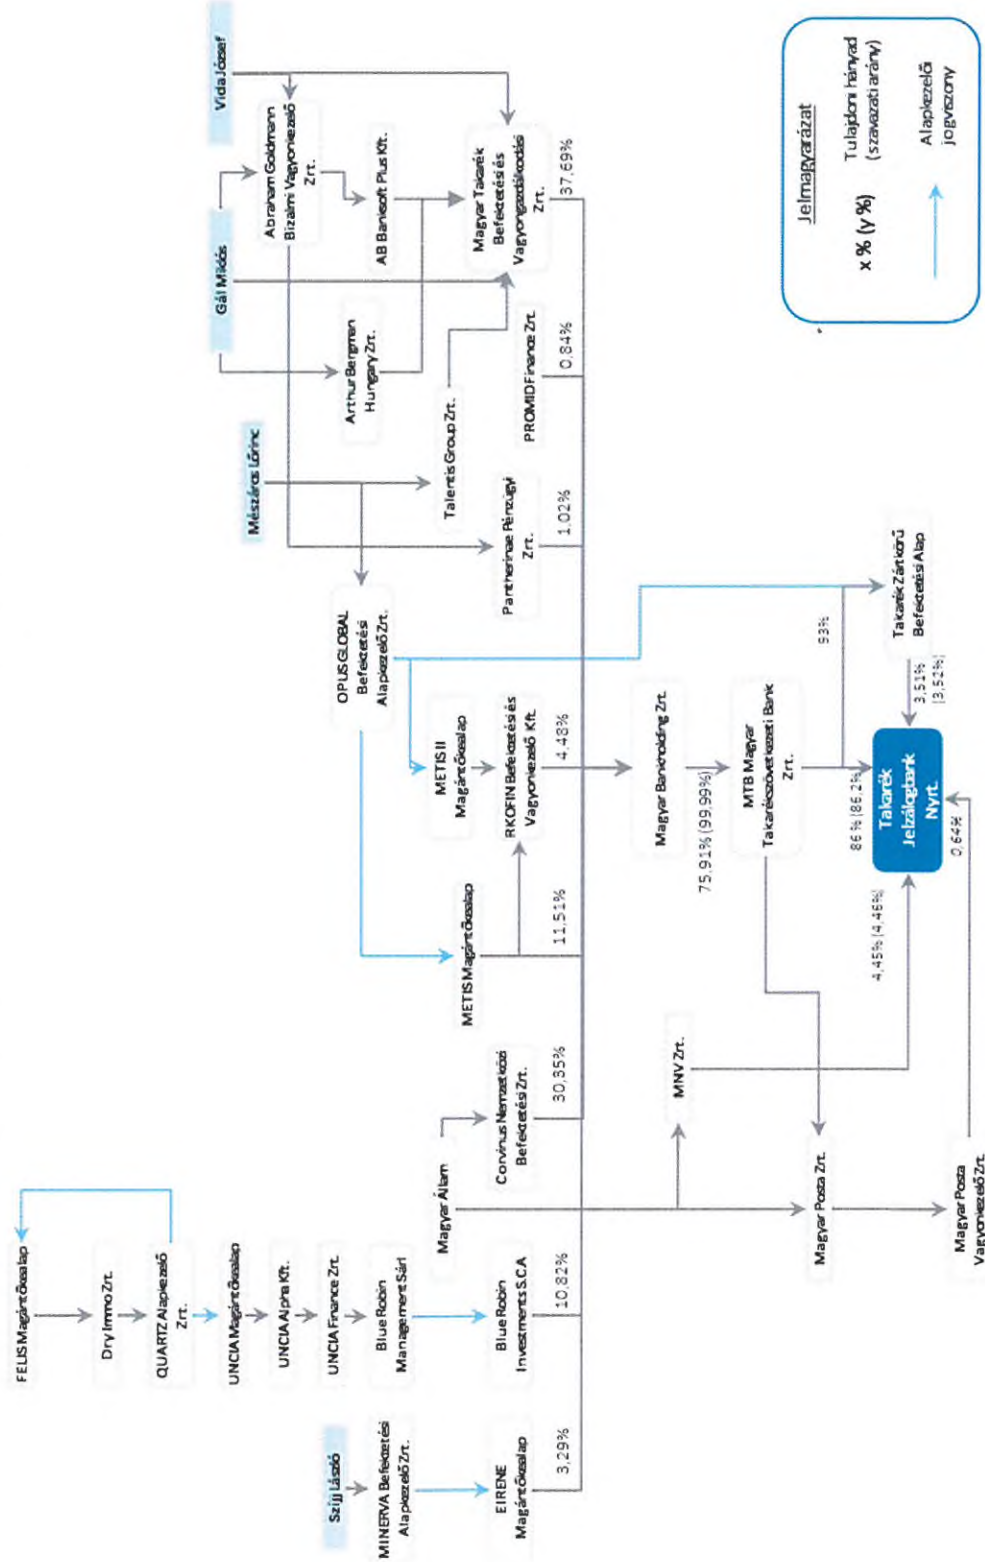 FELIS Magántőkealap
Dry Immo Zrt.
QUARTZ Alapkezelő
Zrt.
UNCIA Magántőkealap
UNCIA Alpha Kft.
UNCIA Finance Zrt.
Szíjj László
Blue Robin
Management Sárl
MINERVA Befektetési
Alapkezelő Zrt.
Blue Robin
Investments S.C.A
EIRENE
Magántőkealap
10,82%
3,29%
Magyar Állam
Corvinus Nemzetközi
Befektetési Zrt.
30,35%
MNV Zrt.
Magyar Posta Zrt.
Magyar Posta
Vagyonkezelő Zrt.
Mészáros Lőrinc
OPUS GLOBAL
Befektetési
Alapkezelő Zrt.
METIS II
Magántőkealap
METIS Magántőkealap
RKOFIN Befektetési és
Vagyonkezelő Kft.
11,51%
4,48%
Talentis Group Zrt.
Pantherinae Pénzügyi
Zrt.
1,02%
Vida József
Gál Miklós
Abraham Goldmann
Bizalmi Vagyonkezelő
Zrt.
Arthur Bergman
Hungary Zrt.
AB Banksoft Plus Kft.
Magyar Takarék
Befektetési és
Vagyongazdálkodási
Zrt.
37,69%
PROMID Finance Zrt.
0,84%
Magyar Bankholding Zrt.
75,91% (99,99%)
MTB Magyar
Takarékszövetkezeti Bank
Zrt.
93%
86% (86,2%)
Takarék Zártkörű
Befektetési Alap
3,51%
(3,52%)
4,45% (4,46%)
Takarék
Jelzálogbank
Nyrt.
0,64%
Jelmagyarázat
x % (y %)
Tulajdoni hányad
(szavazati arány)
Alapkezelői
jogviszony